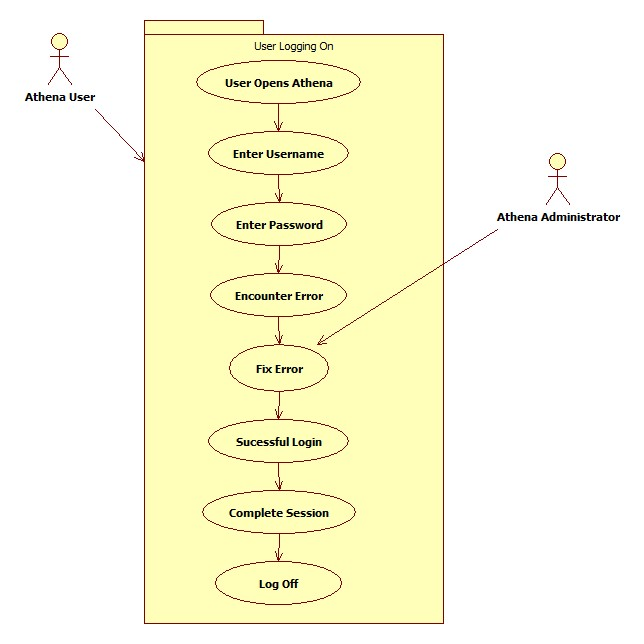 User Logging On
Athena User
User Opens Athena
Enter Username
Enter Password
Athena Administrator
Encounter Error
Fix Error
Sucessful Login
Complete Session
Log Off